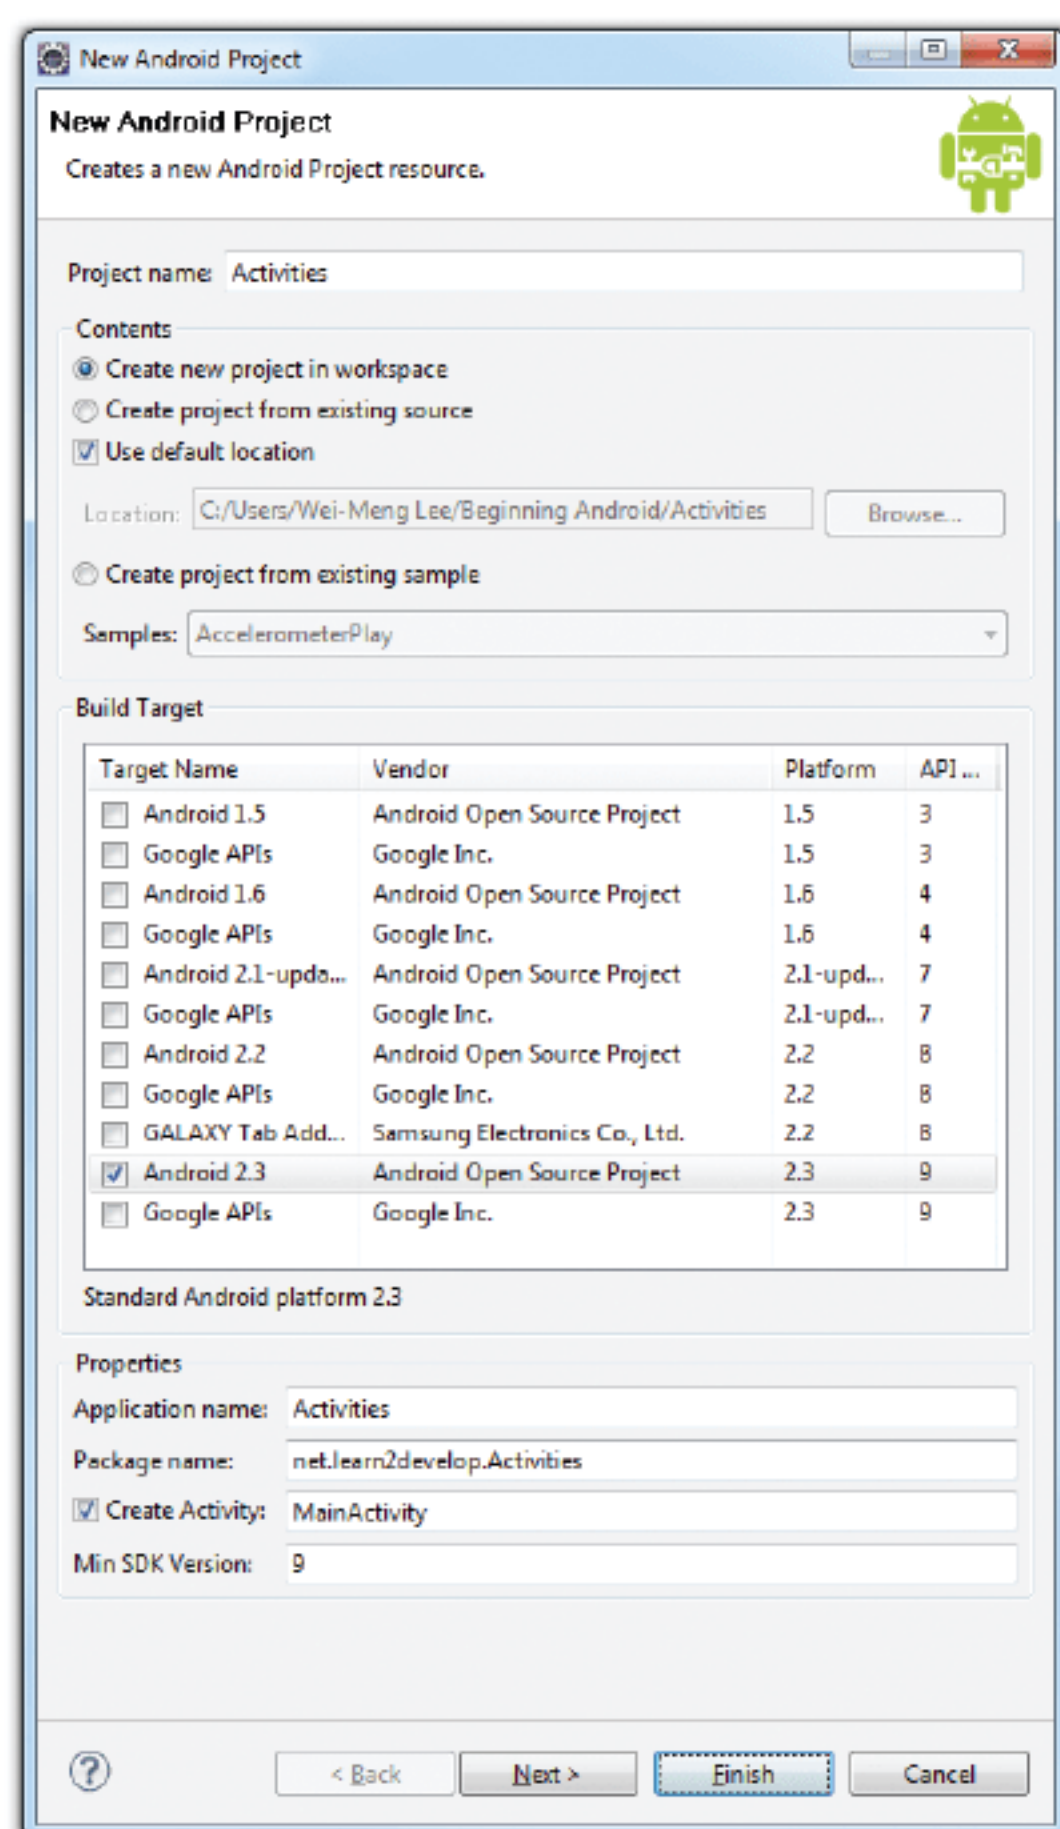 New Android Project
New Android Project
Creates a new Android Project resource.
Project name: Activities
Contents
Create new project in workspace
Create project from existing source
Use default location
Location: C:/Users/Wei-Meng Lee/Beginning Android/Activities Browse...
Create project from existing sample
Samples: AccelerometerPlay
Build Target
Target Name Vendor Platform API ...
Android 1.5 Android Open Source Project 1.5 3
Google APIs Google Inc. 1.5 3
Android 1.6 Android Open Source Project 1.6 4
Google APIs Google Inc. 1.6 4
Android 2.1-upda... Android Open Source Project 2.1-upd... 7
Google APIs Google Inc. 2.1-upd... 7
Android 2.2 Android Open Source Project 2.2 8
Google APIs Google Inc. 2.2 8
GALAXY Tab Add... Samsung Electronics Co., Ltd. 2.2 8
Android 2.3 Android Open Source Project 2.3 9
Google APIs Google Inc. 2.3 9
Standard Android platform 2.3
Properties
Application name: Activities
Package name: net.learn2develop.Activities
Create Activity: MainActivity
Min SDK Version: 9
? < Back Next > Finish Cancel